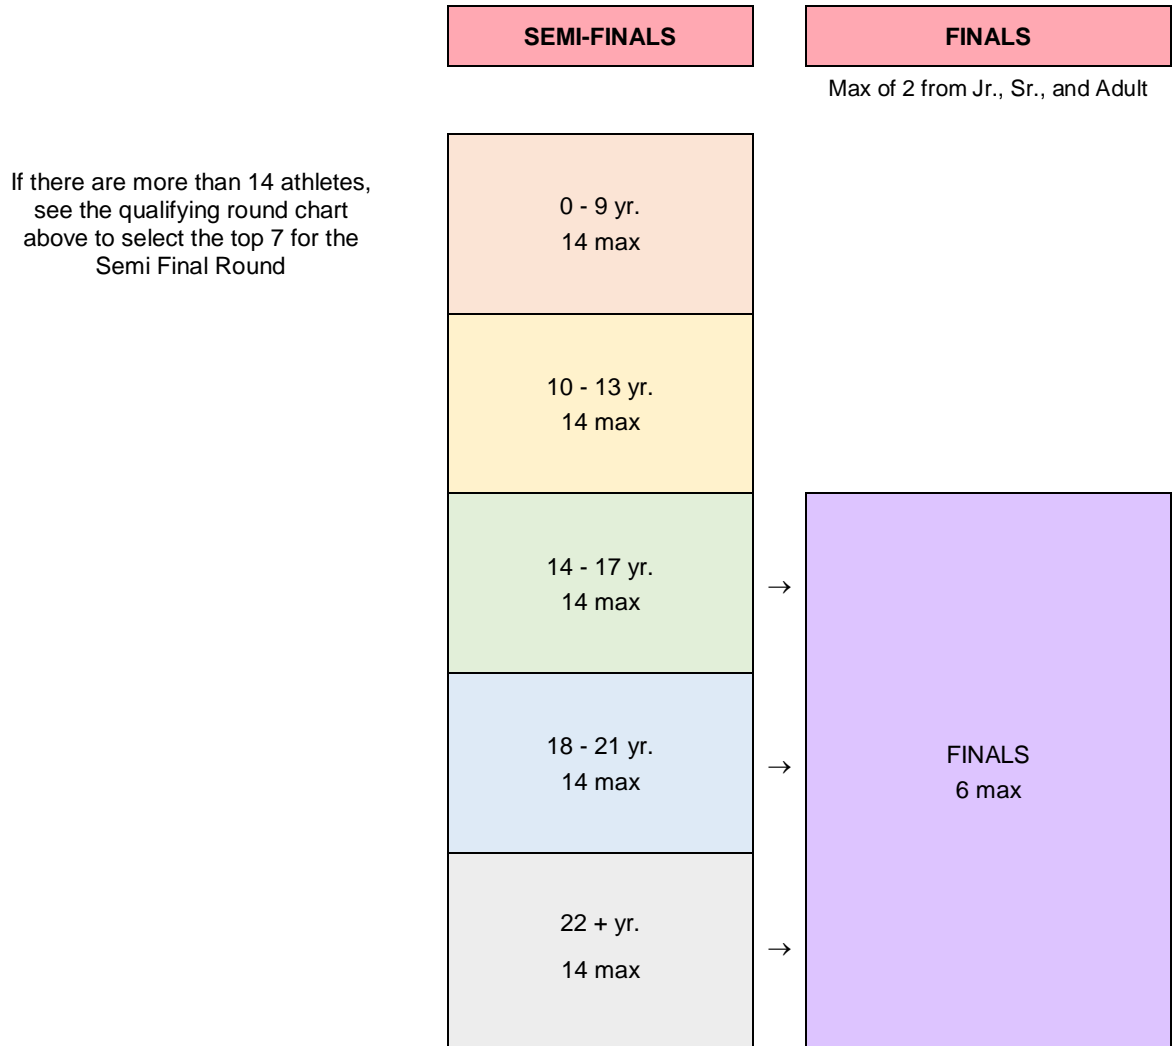 SEMI-FINALS
FINALS
Max of 2 from Jr., Sr., and Adult
If there are more than 14 athletes,
see the qualifying round chart
above to select the top 7 for the
Semi Final Round
0 - 9 yr.
14 max
10 - 13 yr.
14 max
14 - 17 yr.
14 max
→
18 - 21 yr.
14 max
→
FINALS
6 max
22 + yr.
14 max
→